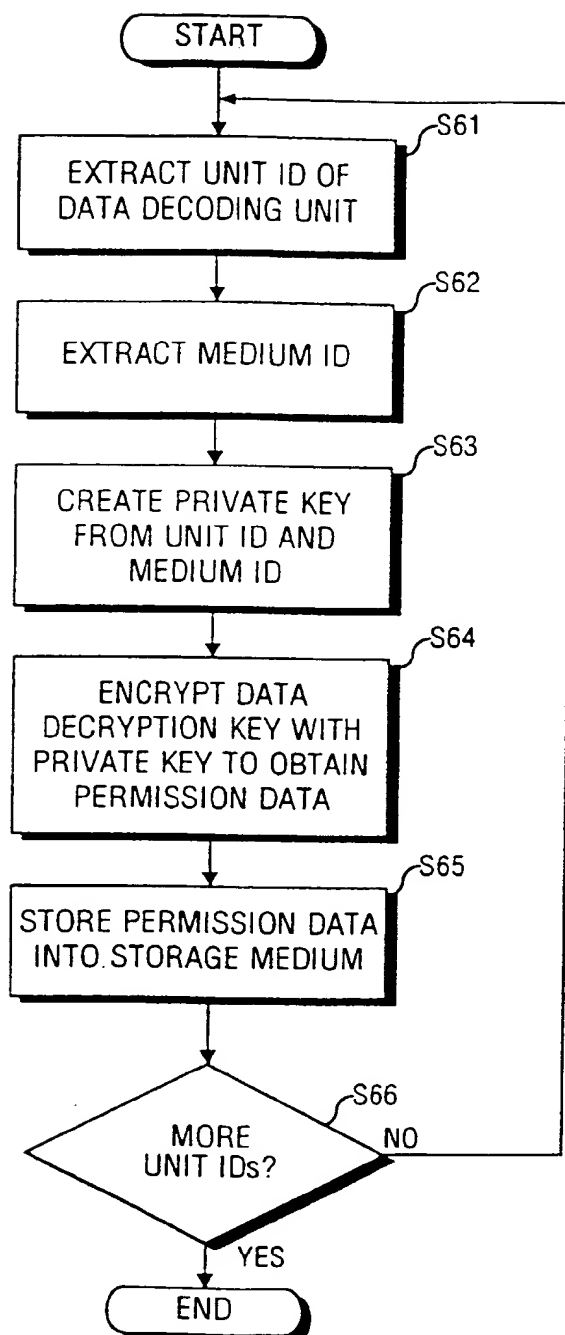 START
S61
EXTRACT UNIT ID OF
DATA DECODING UNIT
S62
EXTRACT MEDIUM ID
S63
CREATE PRIVATE KEY
FROM UNIT ID AND
MEDIUM ID
S64
ENCRYPT DATA
DECRYPTION KEY WITH
PRIVATE KEY TO OBTAIN
PERMISSION DATA
S65
STORE PERMISSION DATA
INTO STORAGE MEDIUM
S66
MORE
UNIT IDs?
NO
YES
END